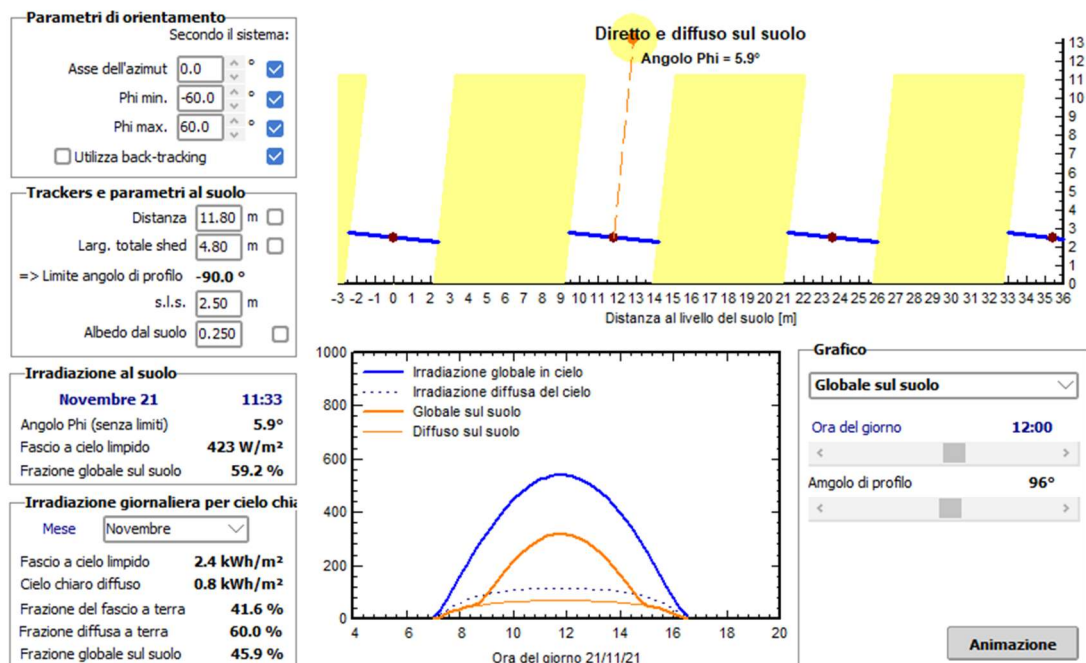 Parametri di orientamento
Secondo il sistema:
Asse dell'azimut 0.0 °
Phi min. -60.0 °
Phi max. 60.0 °
Utilizza back-tracking
Trackers e parametri al suolo
Distanza 11.80 m
Larg. totale shed 4.80 m
=> Limite angolo di profilo -90.0 °
s.l.s. 2.50 m
Albedo dal suolo 0.250
Irradiazione al suolo
Novembre 21 11:33
Angolo Phi (senza limiti) 5.9°
Fascio a cielo limpido 423 W/m²
Frazione globale sul suolo 59.2 %
Irradiazione giornaliera per cielo chia
Mese Novembre
Fascio a cielo limpido 2.4 kWh/m²
Cielo chiaro diffuso 0.8 kWh/m²
Frazione del fascio a terra 41.6 %
Frazione diffusa a terra 60.0 %
Frazione globale sul suolo 45.9 %
Diretto e diffuso sul suolo
Angolo Phi = 5.9°
13
12
11
10
9
8
7
6
5
4
3
2
1
0
-3 -2 -1 0 1 2 3 4 5 6 7 8 9 10 11 12 13 14 15 16 17 18 19 20 21 22 23 24 25 26 27 28 29 30 31 32 33 34 35 36
Distanza al livello del suolo [m]
1000
800
600
400
200
0
Irradiazione globale in cielo
Irradiazione diffusa del cielo
Globale sul suolo
Diffuso sul suolo
4 6 8 10 12 14 16 18 20
Ora del giorno 21/11/21
Grafico
Globale sul suolo
Ora del giorno 12:00
Amgolo di profilo 96°
Animazione